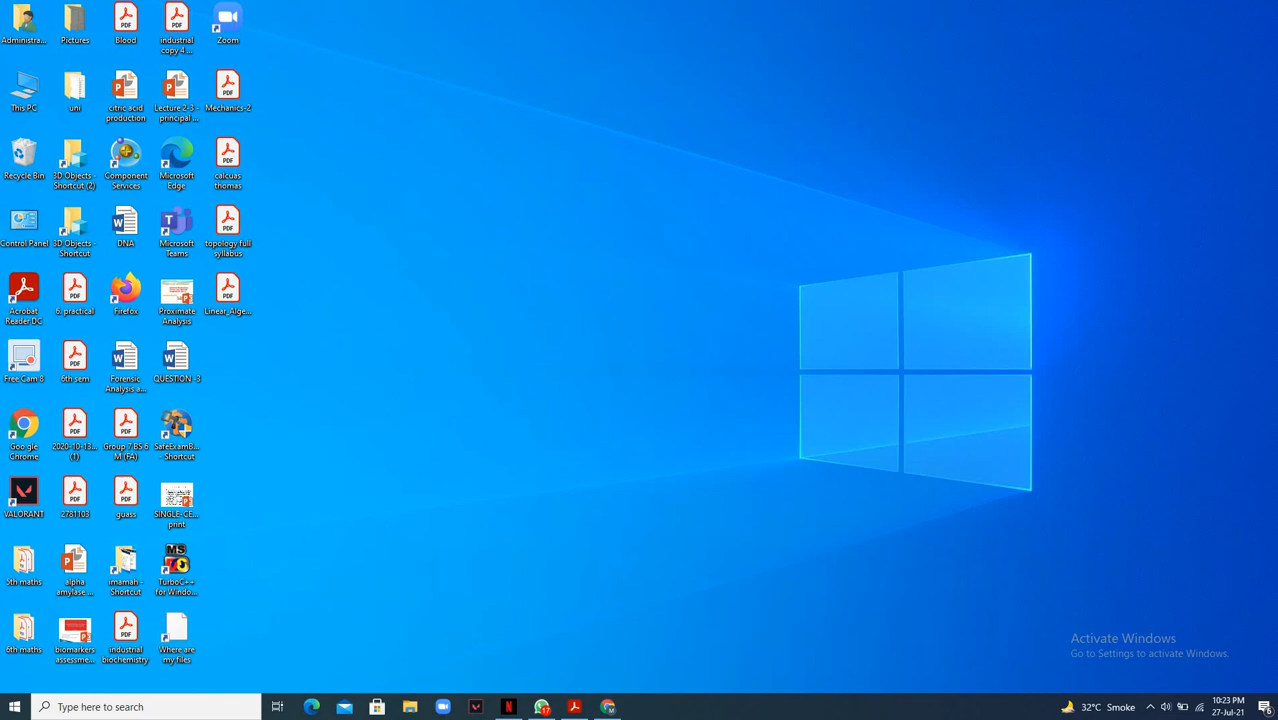 Administra...
Pictures
Blood
industrial
copy 4 ...
Zoom
This PC
uni
citric acid
production
Lecture 2-3 -
principal ...
Mechanics-2
Recycle Bin
3D Objects -
Shortcut (2)
Component
Services
Microsoft
Edge
calcuas
thomas
Control Panel
3D Objects -
Shortcut
DNA
Microsoft
Teams
topology full
syllabus
Acrobat
Reader DC
6. practical
Firefox
Proximate
Analysis
Linear_Alge...
Free Cam 8
6th sem
Forensic
Analysis a...
QUESTION -3
Google
Chrome
2020-10-13...
(1)
Group 7 BS 6
M (FA)
SafeExamB...
- Shortcut
VALORANT
2781103
guass
SINGLE-CE...
print
5th maths
alpha
amylase ...
imamah -
Shortcut
TurboC++
for Windo...
6th maths
biomarkers
assessme...
industrial
biochemistry
Where are
my files
Activate Windows
Go to Settings to activate Windows.
Type here to search
17
32°C Smoke
10:23 PM
27-Jul-21